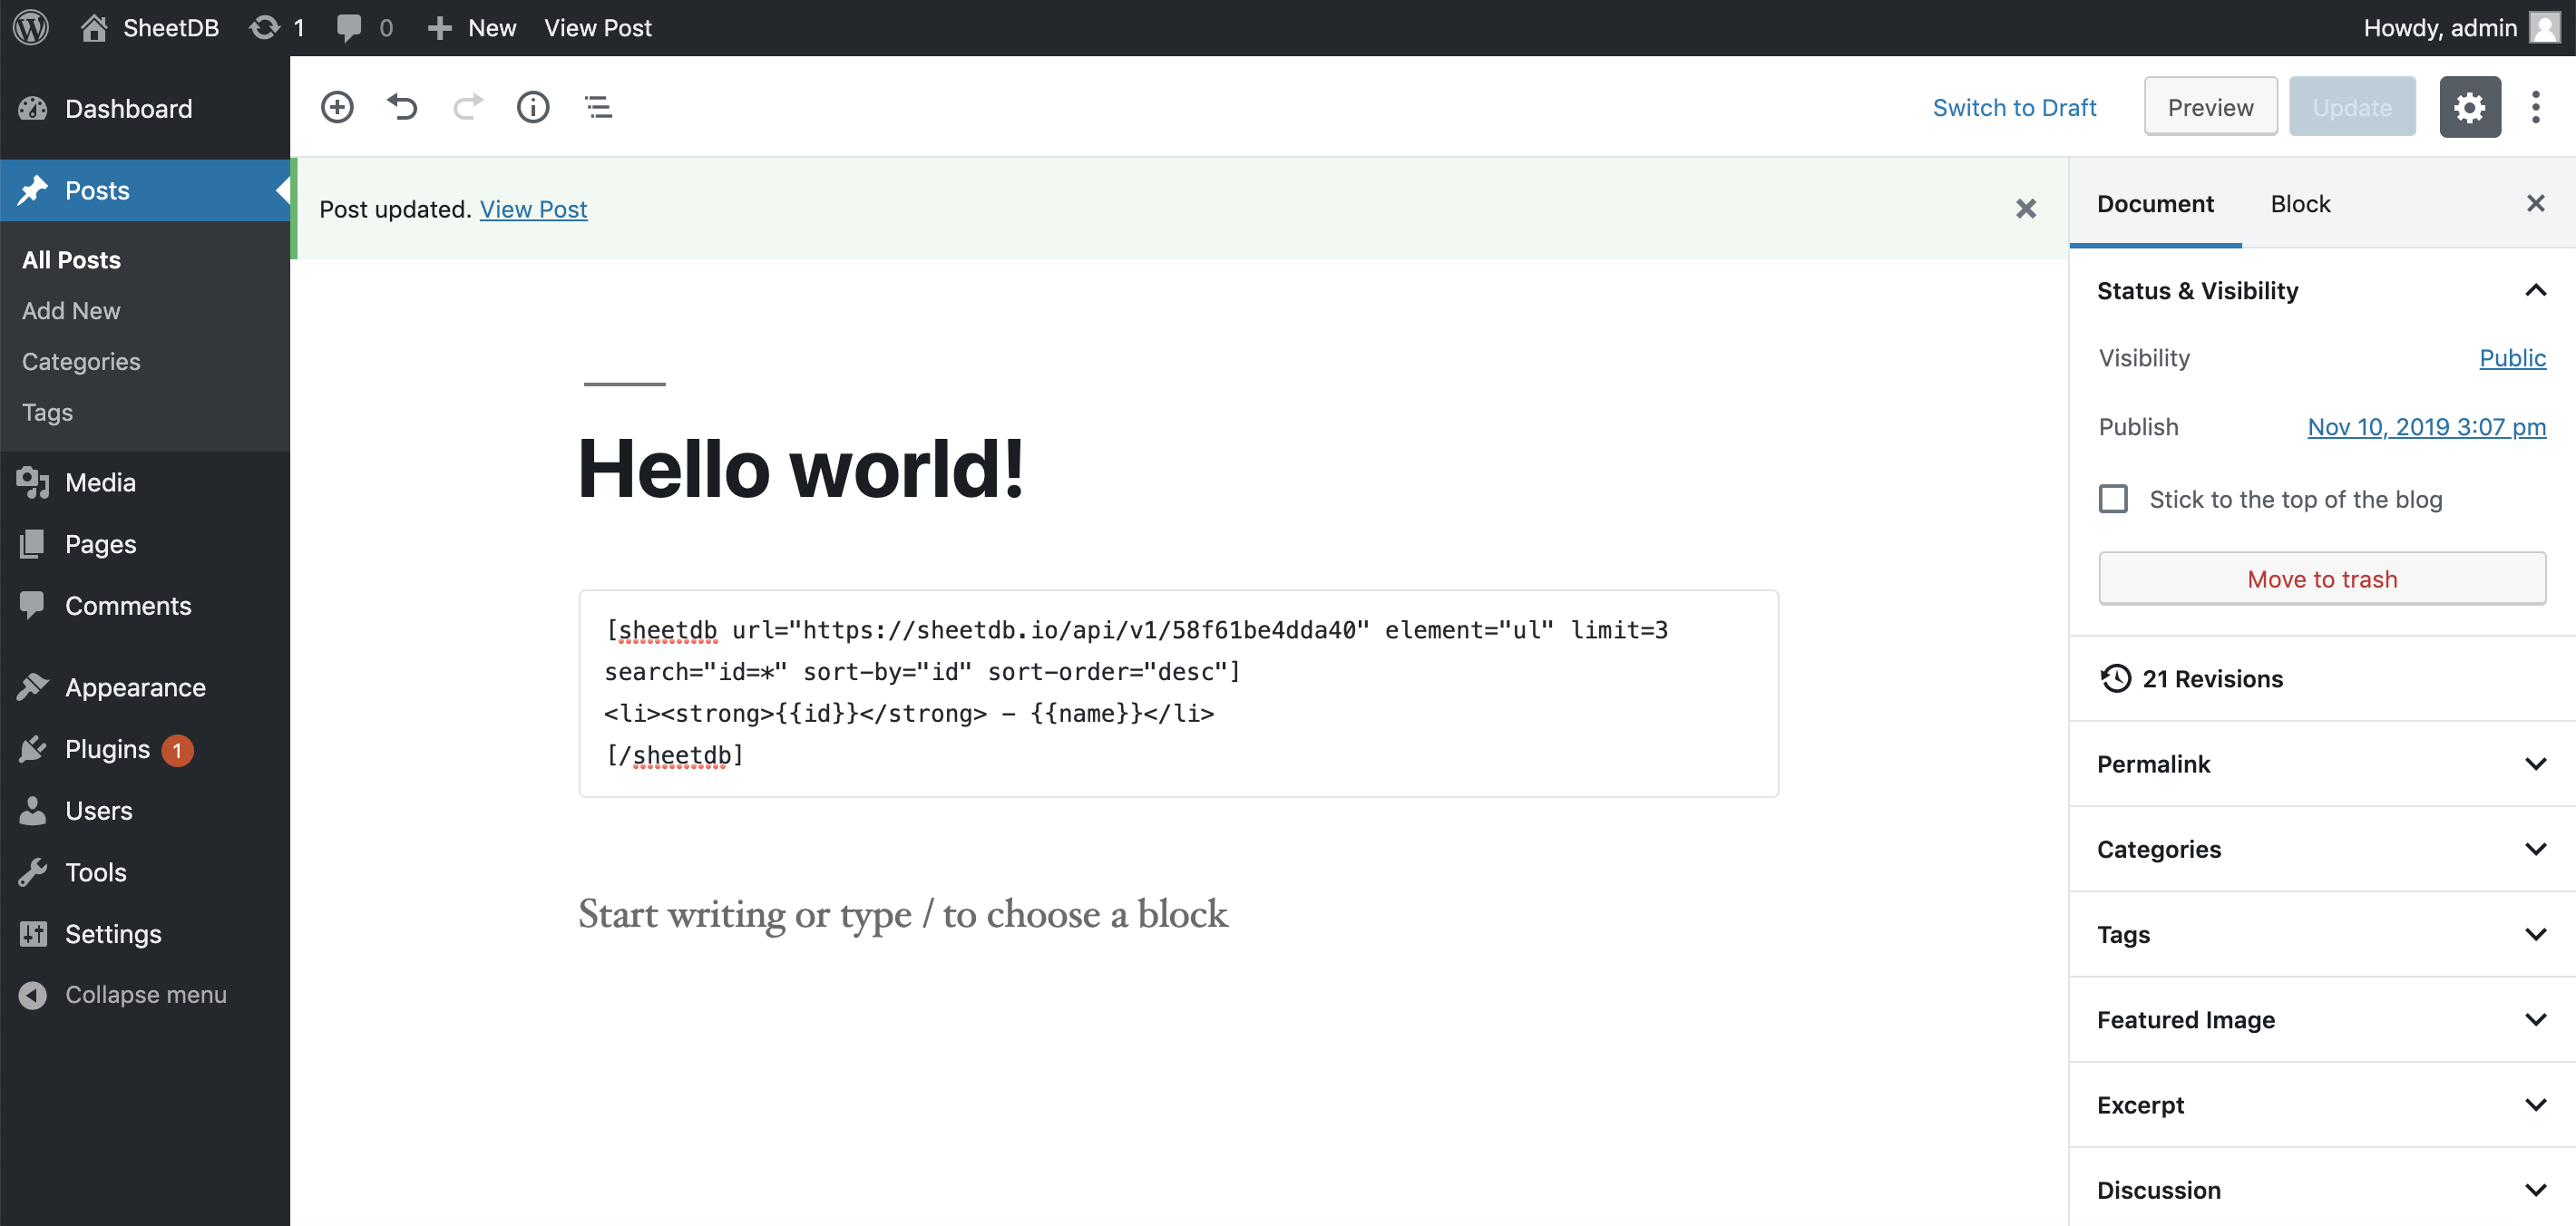 SheetDB 1 0 New View Post Howdy, admin
Dashboard
Posts
All Posts
Add New
Categories
Tags
Media
Pages
Comments
Appearance
Plugins 1
Users
Tools
Settings
Collapse menu
Switch to Draft Preview Update
Post updated. View Post
Hello world!
[sheetdb url="https://sheetdb.io/api/v1/58f61be4dda40" element="ul" limit=3
search="id=*" sort-by="id" sort-order="desc"]
<li><strong>{{id}}</strong> - {{name}}</li>
[/sheetdb]
Start writing or type / to choose a block
Document Block
Status & Visibility
Visibility Public
Publish Nov 10, 2019 3:07 pm
Stick to the top of the blog
Move to trash
21 Revisions
Permalink
Categories
Tags
Featured Image
Excerpt
Discussion